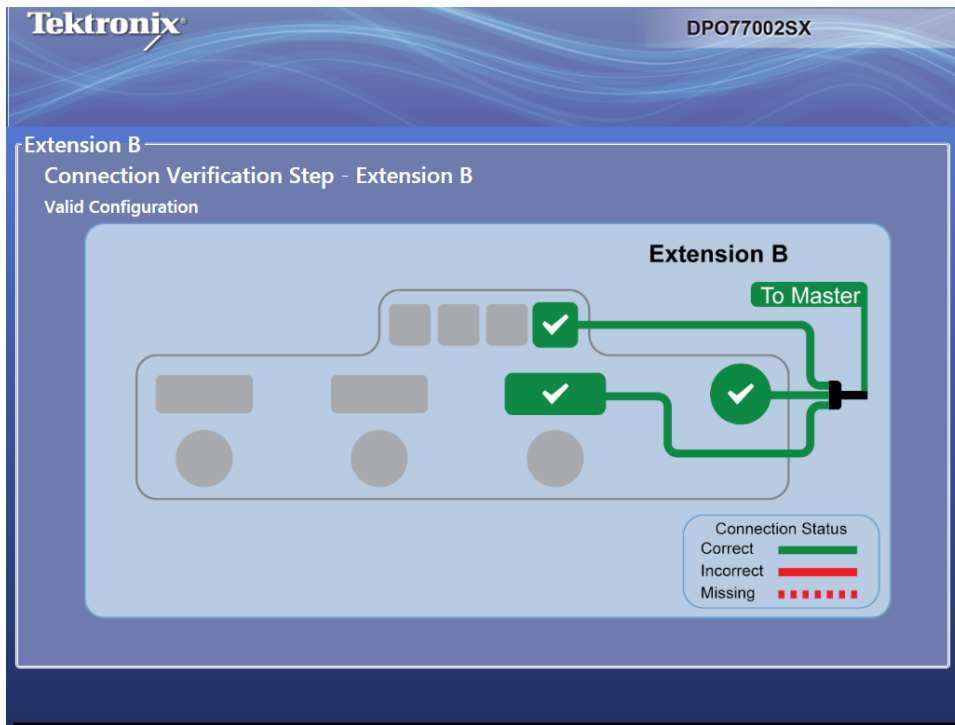 Tektronix®
DPO77002SX
Extension B
Connection Verification Step - Extension B
Valid Configuration
Extension B
To Master
Connection Status
Correct
Incorrect
Missing